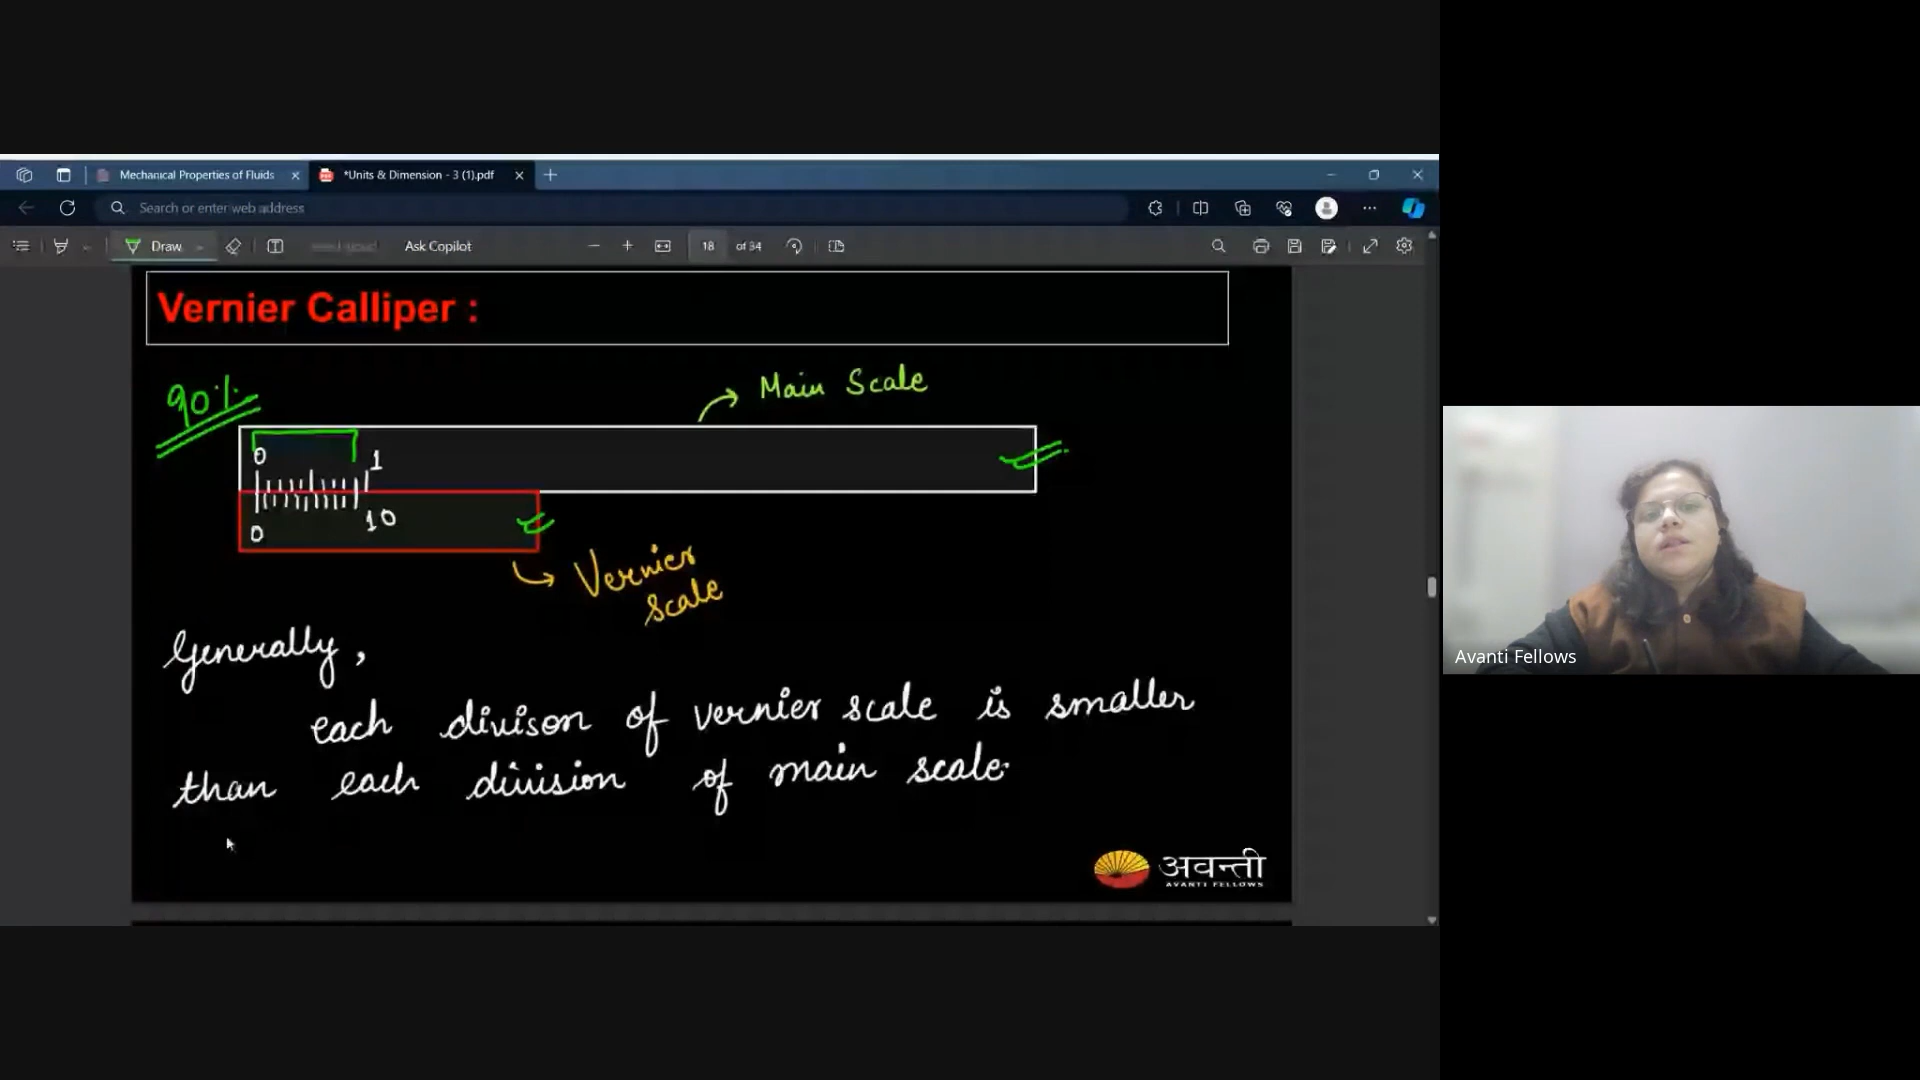 Mechanical Properties of Fluids
*Units & Dimension - 3 (1).pdf
Search or enter web address
Draw
Ask Copilot
18 of 34
Vernier Calliper :
90%
Main Scale
0 1
0 10
Vernier
scale
Generally,
each divison of vernier scale is smaller
than each division of main scale.
अवन्ती
AVANTI FELLOWS
Avanti Fellows